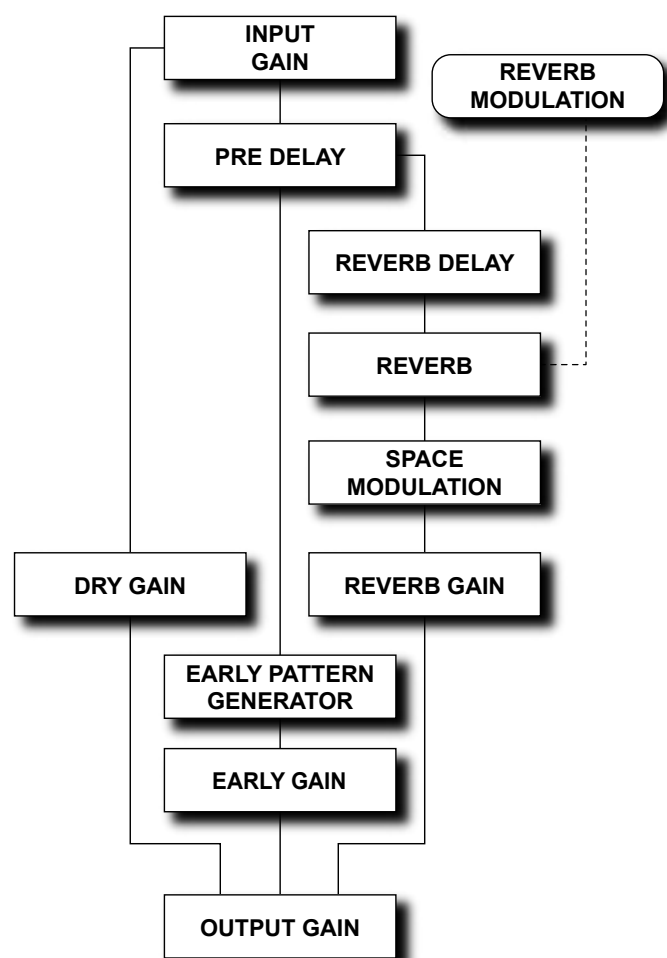 INPUT
GAIN
REVERB
MODULATION
PRE DELAY
REVERB DELAY
REVERB
SPACE
MODULATION
DRY GAIN
REVERB GAIN
EARLY PATTERN
GENERATOR
EARLY GAIN
OUTPUT GAIN